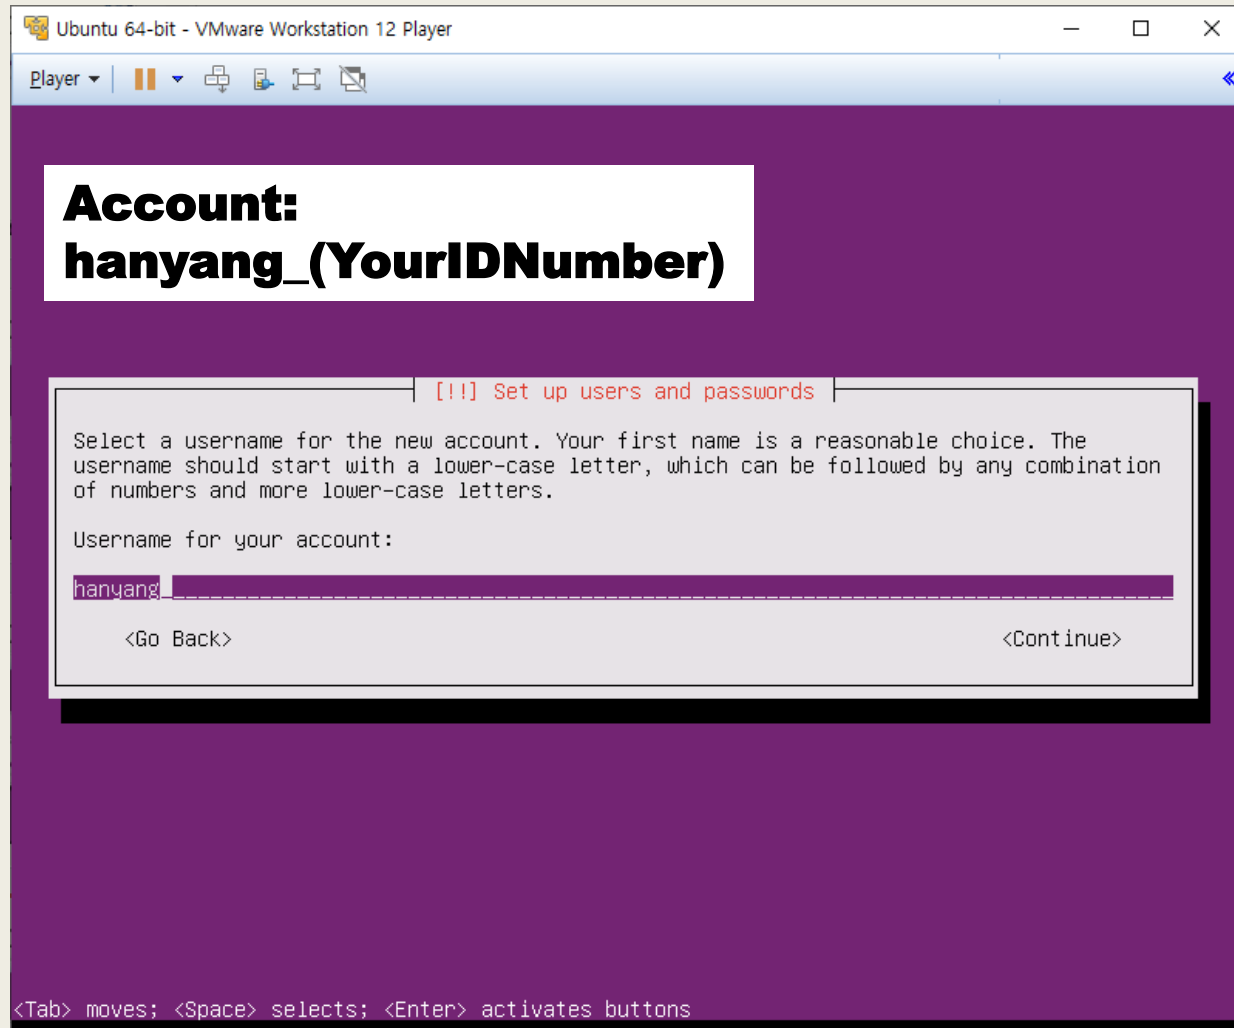 Ubuntu 64-bit - VMware Workstation 12 Player
Player
Account:
hanyang_(YourIDNumber)
[!!] Set up users and passwords
Select a username for the new account. Your first name is a reasonable choice. The
username should start with a lower-case letter, which can be followed by any combination
of numbers and more lower-case letters.
Username for your account:
hanyang
<Go Back> <Continue>
<Tab> moves; <Space> selects; <Enter> activates buttons